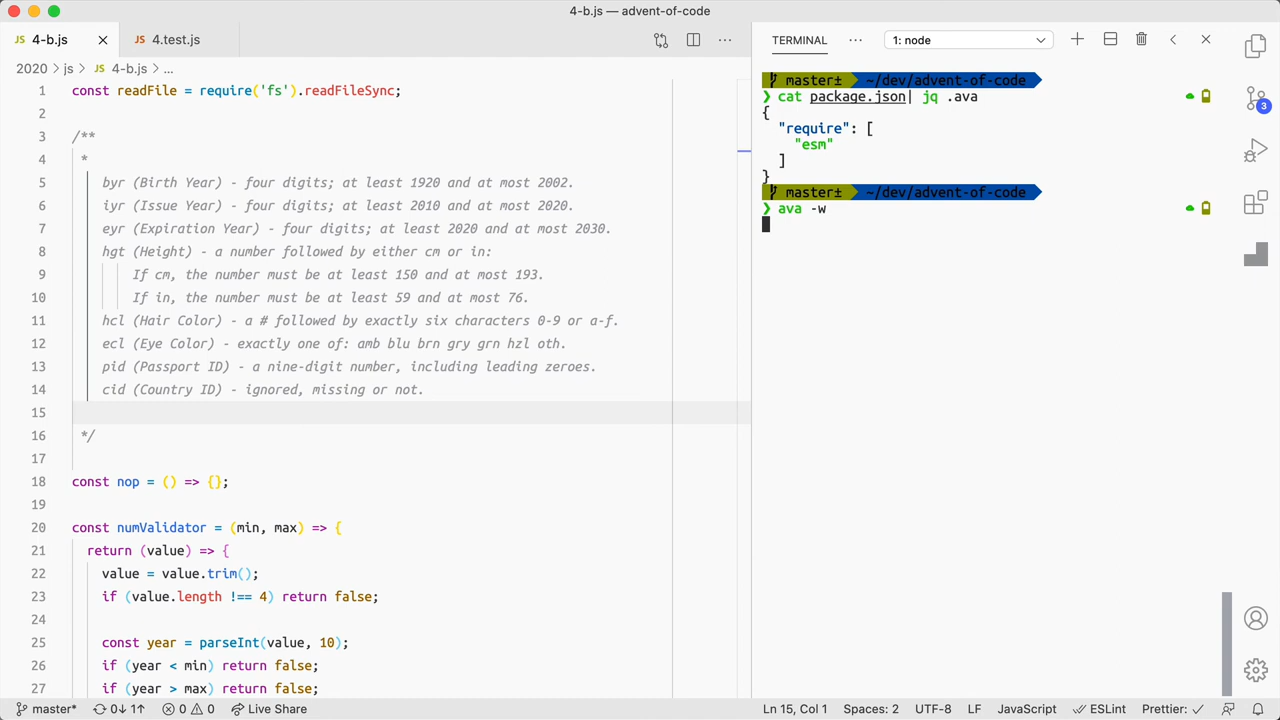 4-b.js — advent-of-code
JS 4-b.js
JS 4.test.js
2020 > js > JS 4-b.js > ...
1 const readFile = require('fs').readFileSync;
2
3 /**
4 *
5 byr (Birth Year) - four digits; at least 1920 and at most 2002.
6 iyr (Issue Year) - four digits; at least 2010 and at most 2020.
7 eyr (Expiration Year) - four digits; at least 2020 and at most 2030.
8 hgt (Height) - a number followed by either cm or in:
9 If cm, the number must be at least 150 and at most 193.
10 If in, the number must be at least 59 and at most 76.
11 hcl (Hair Color) - a # followed by exactly six characters 0-9 or a-f.
12 ecl (Eye Color) - exactly one of: amb blu brn gry grn hzl oth.
13 pid (Passport ID) - a nine-digit number, including leading zeroes.
14 cid (Country ID) - ignored, missing or not.
15
16 */
17
18 const nop = () => {};
19
20 const numValidator = (min, max) => {
21 return (value) => {
22 value = value.trim();
23 if (value.length !== 4) return false;
24
25 const year = parseInt(value, 10);
26 if (year < min) return false;
27 if (year > max) return false;
TERMINAL ... 1: node
master± ~/dev/advent-of-code
❯ cat package.json| jq .ava
{
"require": [
"esm"
]
}
master± ~/dev/advent-of-code
❯ ava -w
3
master* 0↓ 1↑ 0 0 Live Share
Ln 15, Col 1 Spaces: 2 UTF-8 LF JavaScript ESLint Prettier: ✓